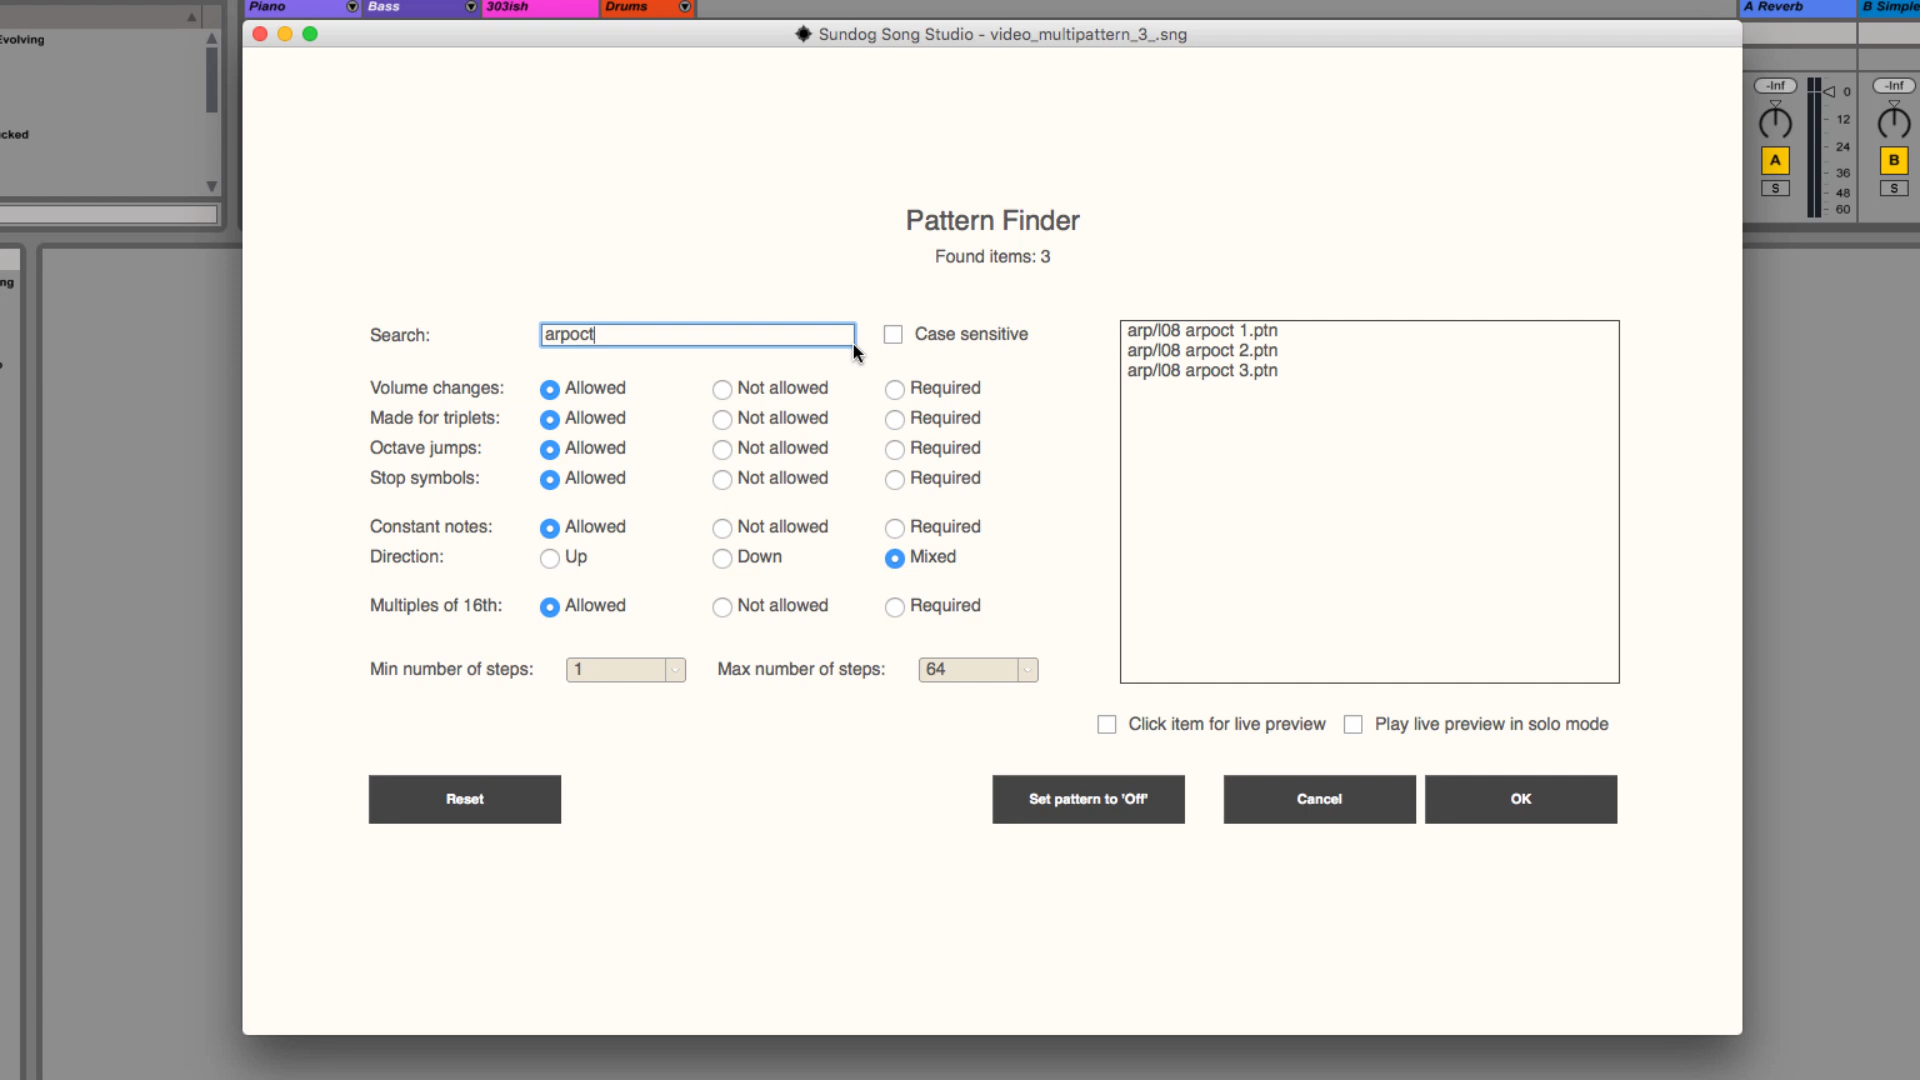 Piano Bass 303ish Drums A Reverb B Simple
Evolving
Sundog Song Studio - video_multipattern_3_.sng
-Inf -Inf
0
12
cked
24
A B
36
S S
48
60
Pattern Finder
Found items: 3
ng
Search: arpoct Case sensitive
arp/l08 arpoct 1.ptn
arp/l08 arpoct 2.ptn
arp/l08 arpoct 3.ptn
Volume changes: Allowed Not allowed Required
Made for triplets: Allowed Not allowed Required
Octave jumps: Allowed Not allowed Required
Stop symbols: Allowed Not allowed Required
Constant notes: Allowed Not allowed Required
Direction: Up Down Mixed
Multiples of 16th: Allowed Not allowed Required
Min number of steps: 1 Max number of steps: 64
Click item for live preview Play live preview in solo mode
Reset Set pattern to 'Off' Cancel OK